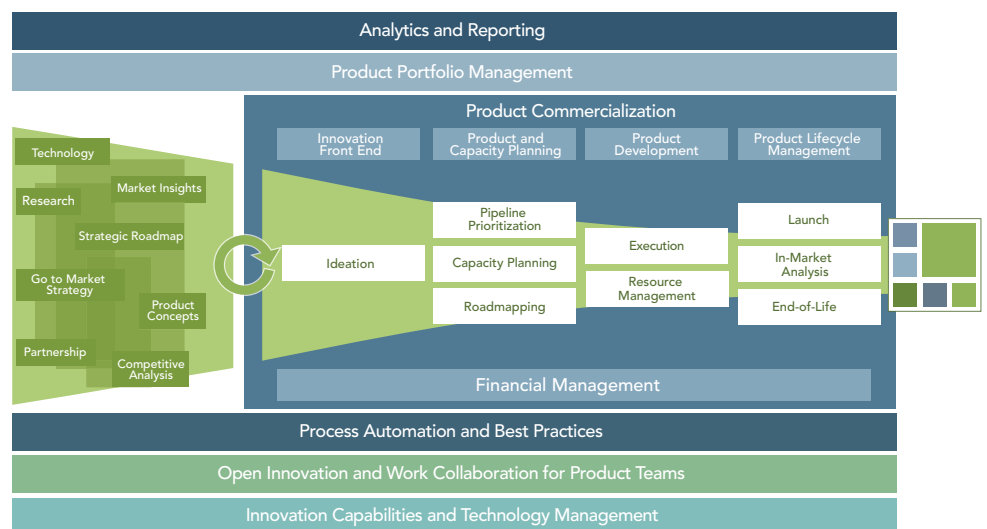 Analytics and Reporting
Product Portfolio Management
Technology
Market Insights
Research
Strategic Roadmap
Go to Market
Strategy
Product
Concepts
Partnership
Competitive
Analysis
Product Commercialization
Innovation
Front End
Product and
Capacity Planning
Product
Development
Product Lifecycle
Management
Ideation
Pipeline
Prioritization
Capacity Planning
Roadmapping
Execution
Resource
Management
Launch
In-Market
Analysis
End-of-Life
Financial Management
Process Automation and Best Practices
Open Innovation and Work Collaboration for Product Teams
Innovation Capabilities and Technology Management